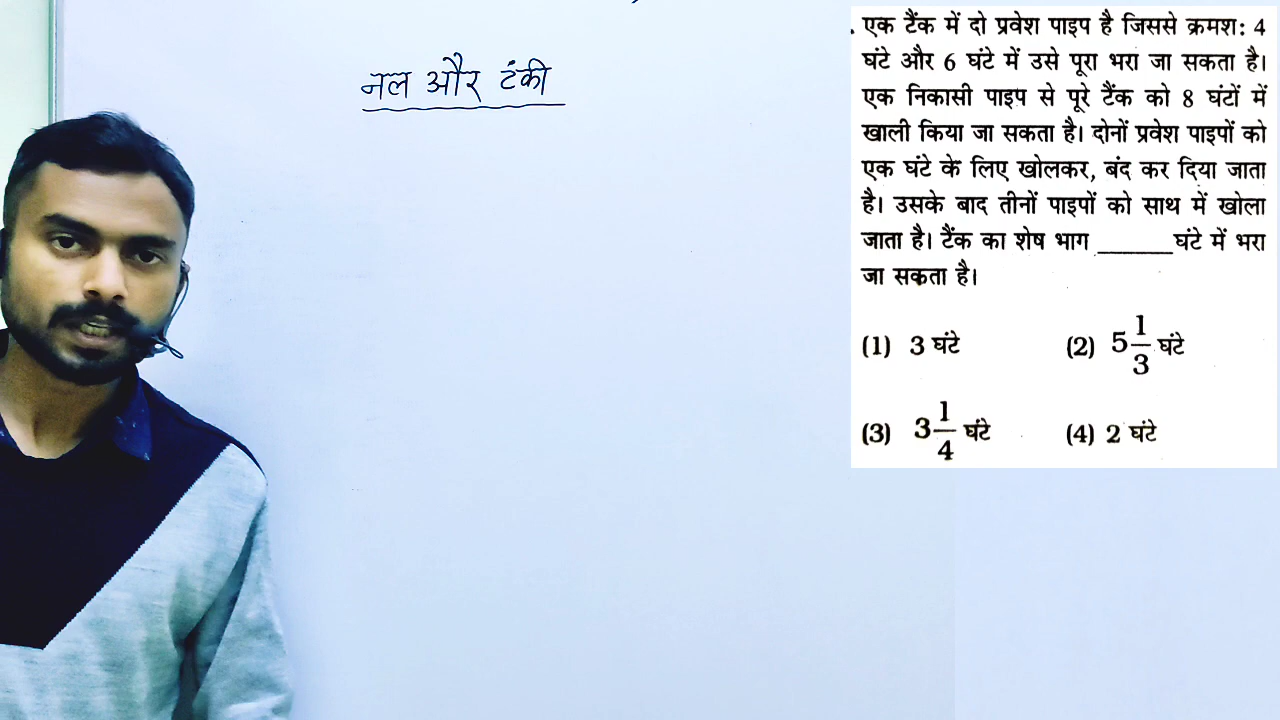 नल और टंकी
एक टैंक में दो प्रवेश पाइप है जिससे क्रमश: 4
घंटे और 6 घंटे में उसे पूरा भरा जा सकता है।
एक निकासी पाइप से पूरे टैंक को 8 घंटों में
खाली किया जा सकता है। दोनों प्रवेश पाइपों को
एक घंटे के लिए खोलकर, बंद कर दिया जाता
है। उसके बाद तीनों पाइपों को साथ में खोला
जाता है। टैंक का शेष भाग ______घंटे में भरा
जा सकता है।
(1) 3 घंटे (2) 5 1/3 घंटे
(3) 3 1/4 घंटे (4) 2 घंटे